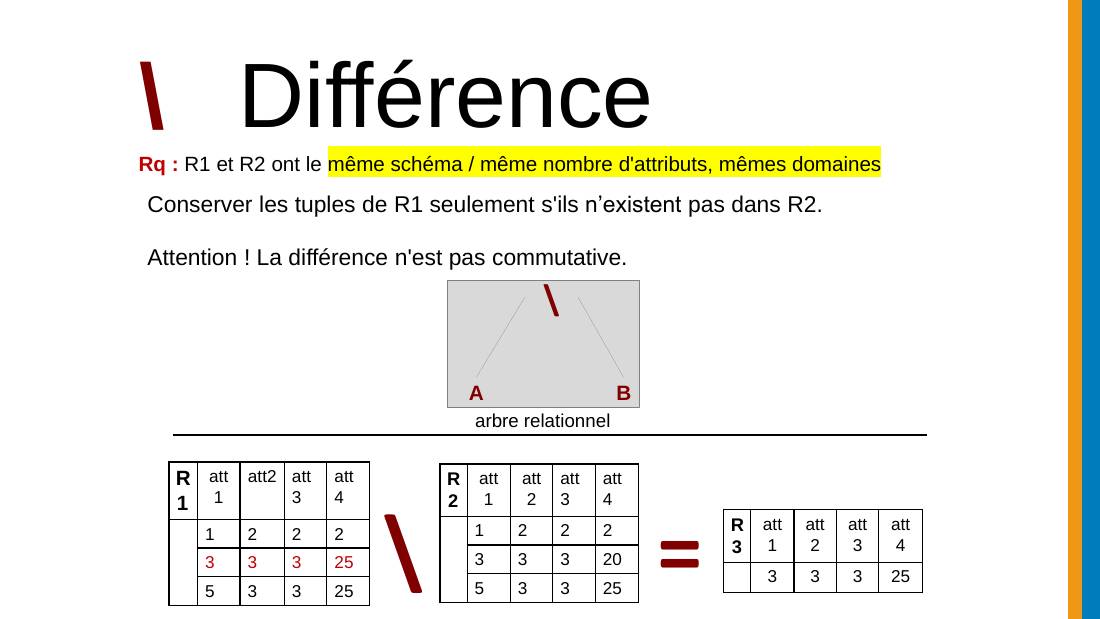 \ Différence
Rq : R1 et R2 ont le même schéma / même nombre d'attributs, mêmes domaines
Conserver les tuples de R1 seulement s'ils n’existent pas dans R2.
Attention ! La différence n'est pas commutative.
\
A B
arbre relationnel
R1 att1 att2 att3 att4
1 2 2 2
3 3 3 25
5 3 3 25
\
R2 att1 att2 att3 att4
1 2 2 2
3 3 3 20
5 3 3 25
=
R3 att1 att2 att3 att4
3 3 3 25